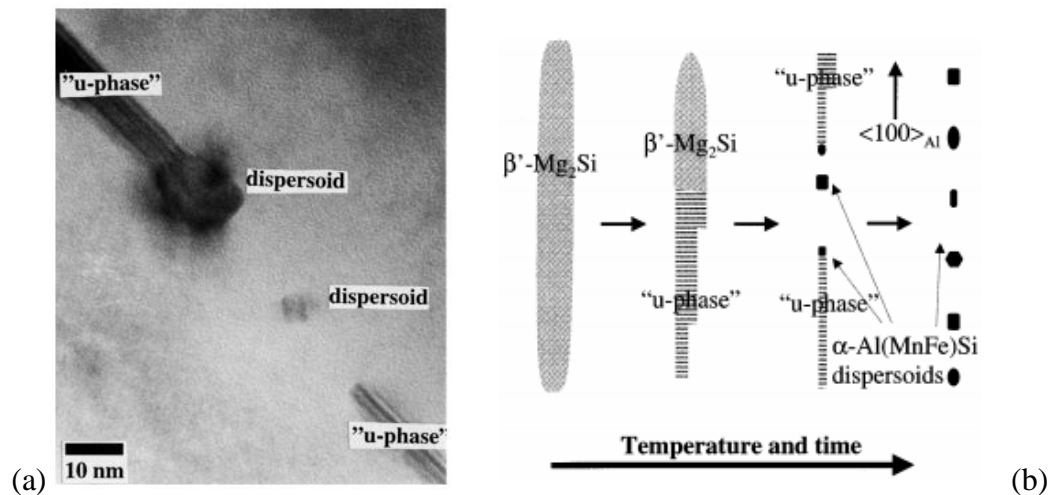 "u-phase"
dispersoid
dispersoid
"u-phase"
10 nm
(a)
β'-Mg₂Si
β'-Mg₂Si
"u-phase"
"u-phase"
<100>Al
"u-phase"
α-Al(MnFe)Si
dispersoids
Temperature and time
(b)